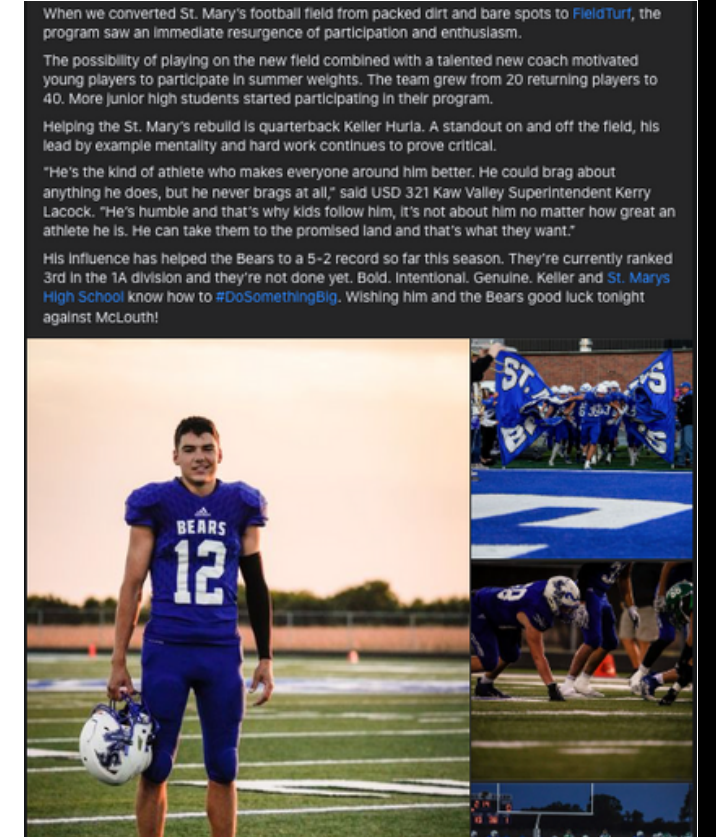 When we converted St. Mary's football field from packed dirt and bare spots to FieldTurf, the
program saw an immediate resurgence of participation and enthusiasm.
The possibility of playing on the new field combined with a talented new coach motivated
young players to participate in summer weights. The team grew from 20 returning players to
40. More junior high students started participating in their program.
Helping the St. Mary's rebuild is quarterback Keller Hurla. A standout on and off the field, his
lead by example mentality and hard work continues to prove critical.
"He's the kind of athlete who makes everyone around him better. He could brag about
anything he does, but he never brags at all," said USD 321 Kaw Valley Superintendent Kerry
Lacock. "He's humble and that's why kids follow him, it's not about him no matter how great an
athlete he is. He can take them to the promised land and that's what they want."
His influence has helped the Bears to a 5-2 record so far this season. They're currently ranked
3rd in the 1A division and they're not done yet. Bold. Intentional. Genuine. Keller and St. Marys
High School know how to #DoSomethingBig. Wishing him and the Bears good luck tonight
against McLouth!
ST.
BEARS
12